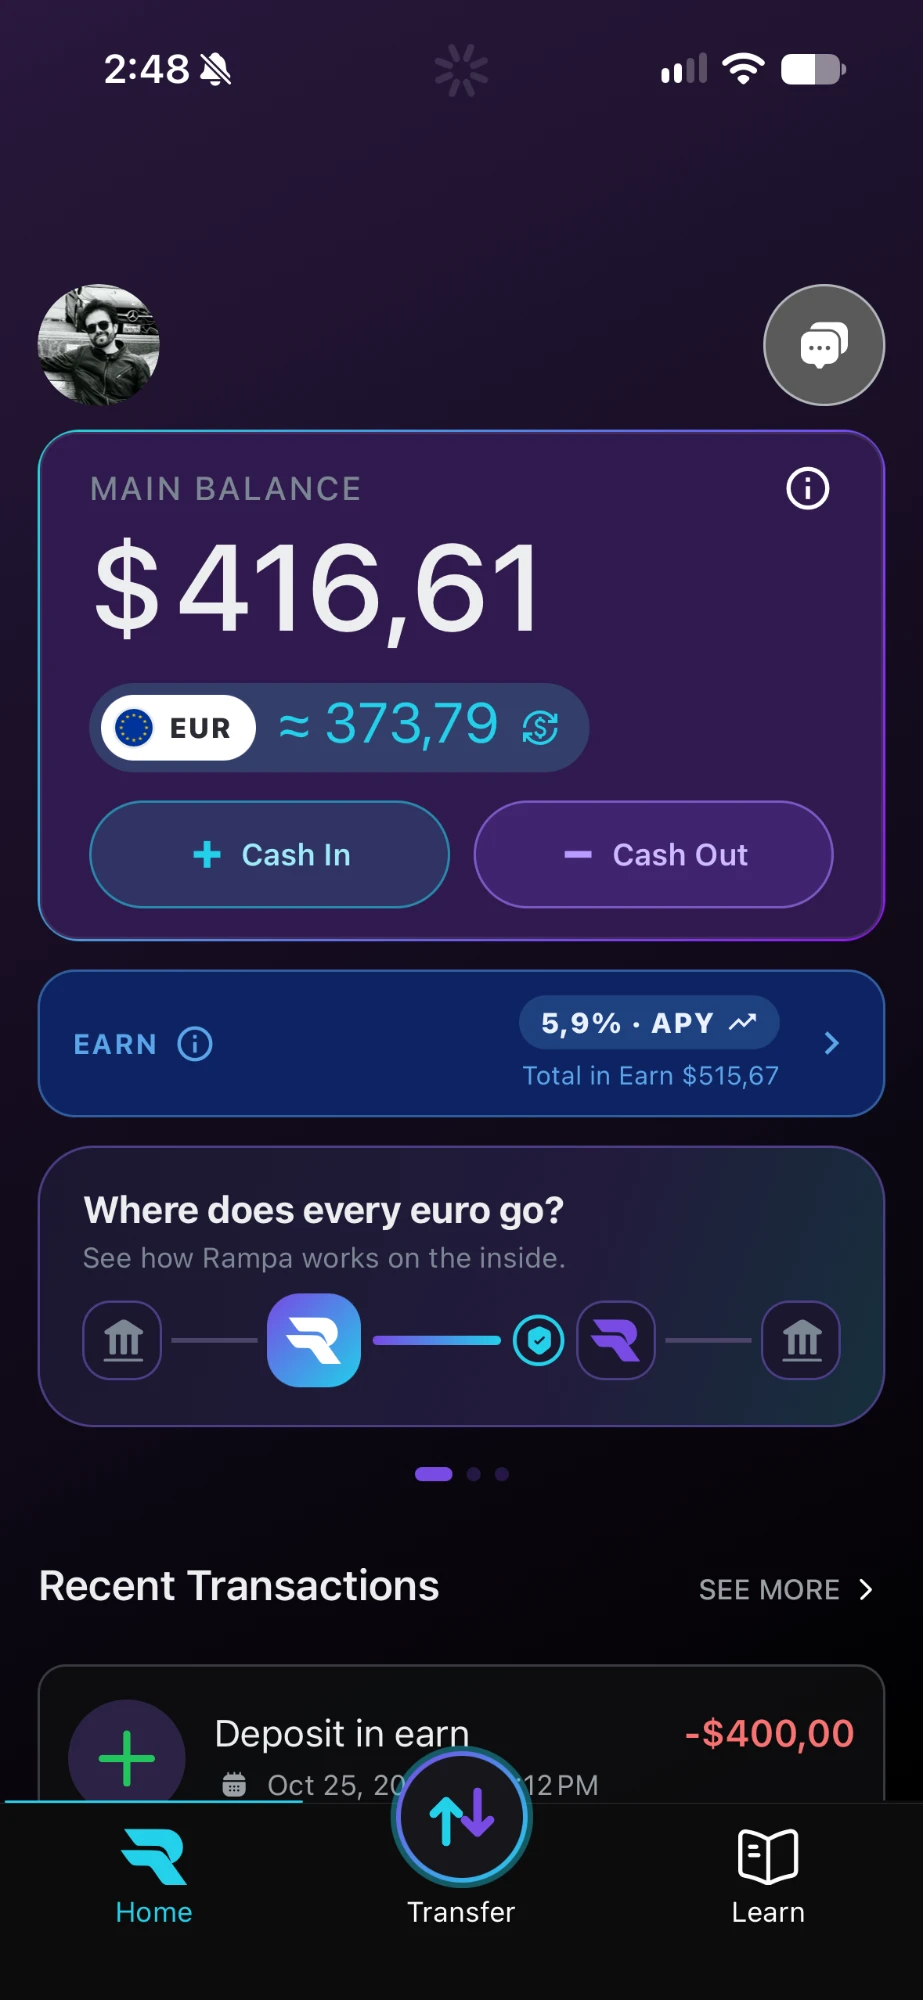 2:48
MAIN BALANCE
$416,61
EUR ≈ 373,79
+ Cash In
− Cash Out
EARN
5,9% · APY
Total in Earn $515,67
Where does every euro go?
See how Rampa works on the inside.
Recent Transactions
SEE MORE
Deposit in earn
-$400,00
Oct 25, 20
12 PM
Home
Transfer
Learn